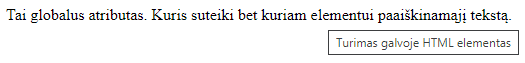 Tai globalus atributas. Kuris suteiki bet kuriam elementui paaiškinamąjį tekstą.
Turimas galvoje HTML elementas